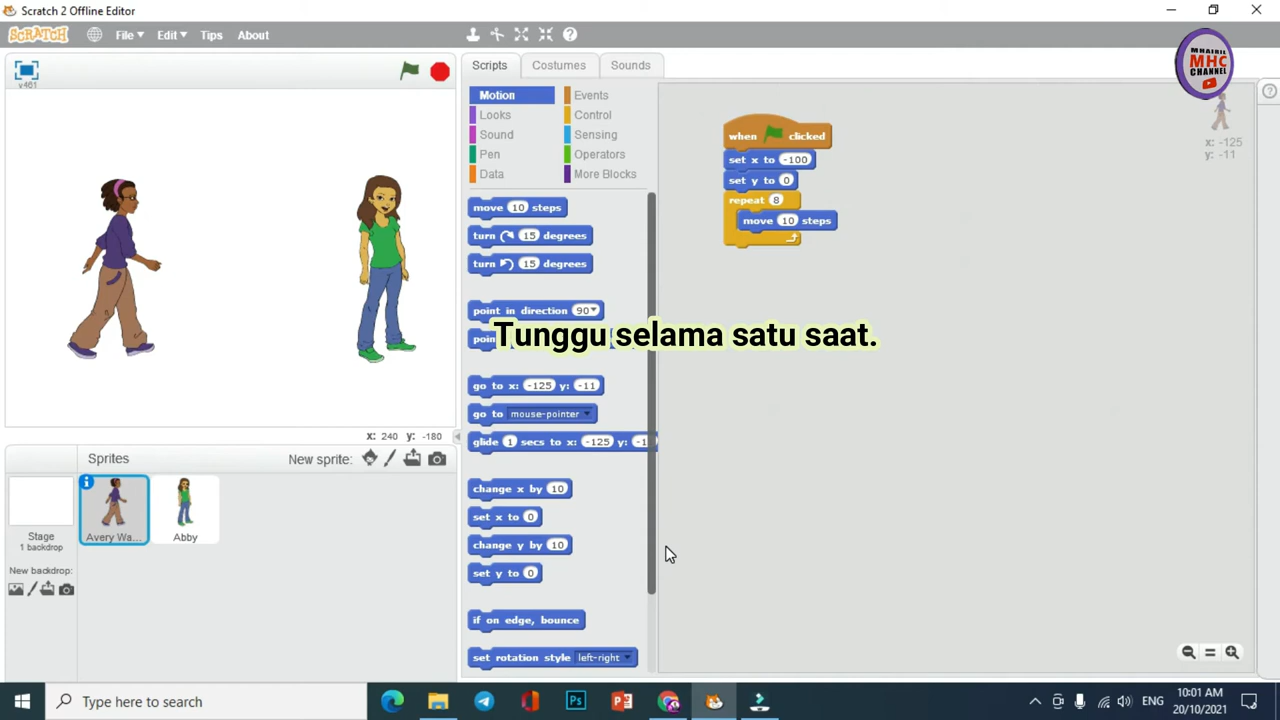 Scratch 2 Offline Editor
SCRATCH File Edit Tips About
MHAIRIE
MHC
CHANNEL
v461
Scripts Costumes Sounds
Motion Events
Looks Control
Sound Sensing
Pen Operators
Data More Blocks
move 10 steps
turn 15 degrees
turn 15 degrees
point in direction 90
poin
go to x: -125 y: -11
go to mouse-pointer
glide 1 secs to x: -125 y: -1
change x by 10
set x to 0
change y by 10
set y to 0
if on edge, bounce
set rotation style left-right
when clicked
set x to -100
set y to 0
repeat 8
move 10 steps
x: -125
y: -11
Tunggu selama satu saat.
x: 240 y: -180
Sprites New sprite:
Stage
1 backdrop
New backdrop:
Avery Wa...
Abby
Type here to search
ENG
10:01 AM
20/10/2021